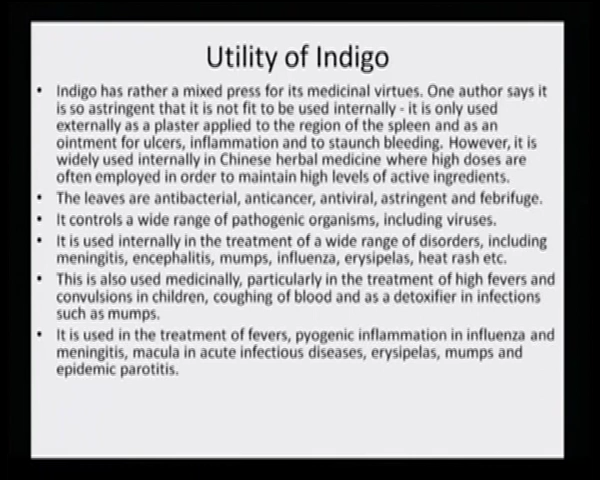 Utility of Indigo
• Indigo has rather a mixed press for its medicinal virtues. One author says it
is so astringent that it is not fit to be used internally - it is only used
externally as a plaster applied to the region of the spleen and as an
ointment for ulcers, inflammation and to staunch bleeding. However, it is
widely used internally in Chinese herbal medicine where high doses are
often employed in order to maintain high levels of active ingredients.
• The leaves are antibacterial, anticancer, antiviral, astringent and febrifuge.
• It controls a wide range of pathogenic organisms, including viruses.
• It is used internally in the treatment of a wide range of disorders, including
meningitis, encephalitis, mumps, influenza, erysipelas, heat rash etc.
• This is also used medicinally, particularly in the treatment of high fevers and
convulsions in children, coughing of blood and as a detoxifier in infections
such as mumps.
• It is used in the treatment of fevers, pyogenic inflammation in influenza and
meningitis, macula in acute infectious diseases, erysipelas, mumps and
epidemic parotitis.